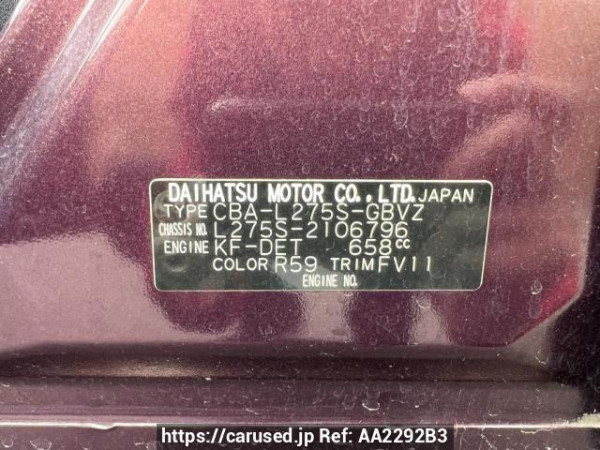 DAIHATSU MOTOR CO., LTD. JAPAN
TYPE CBA-L275S-GBVZ
CHASSIS NO. L275S-2106796
ENGINE KF-DET 658cc
COLOR R59 TRIM FV11
ENGINE NO.
https://carused.jp Ref: AA2292B3